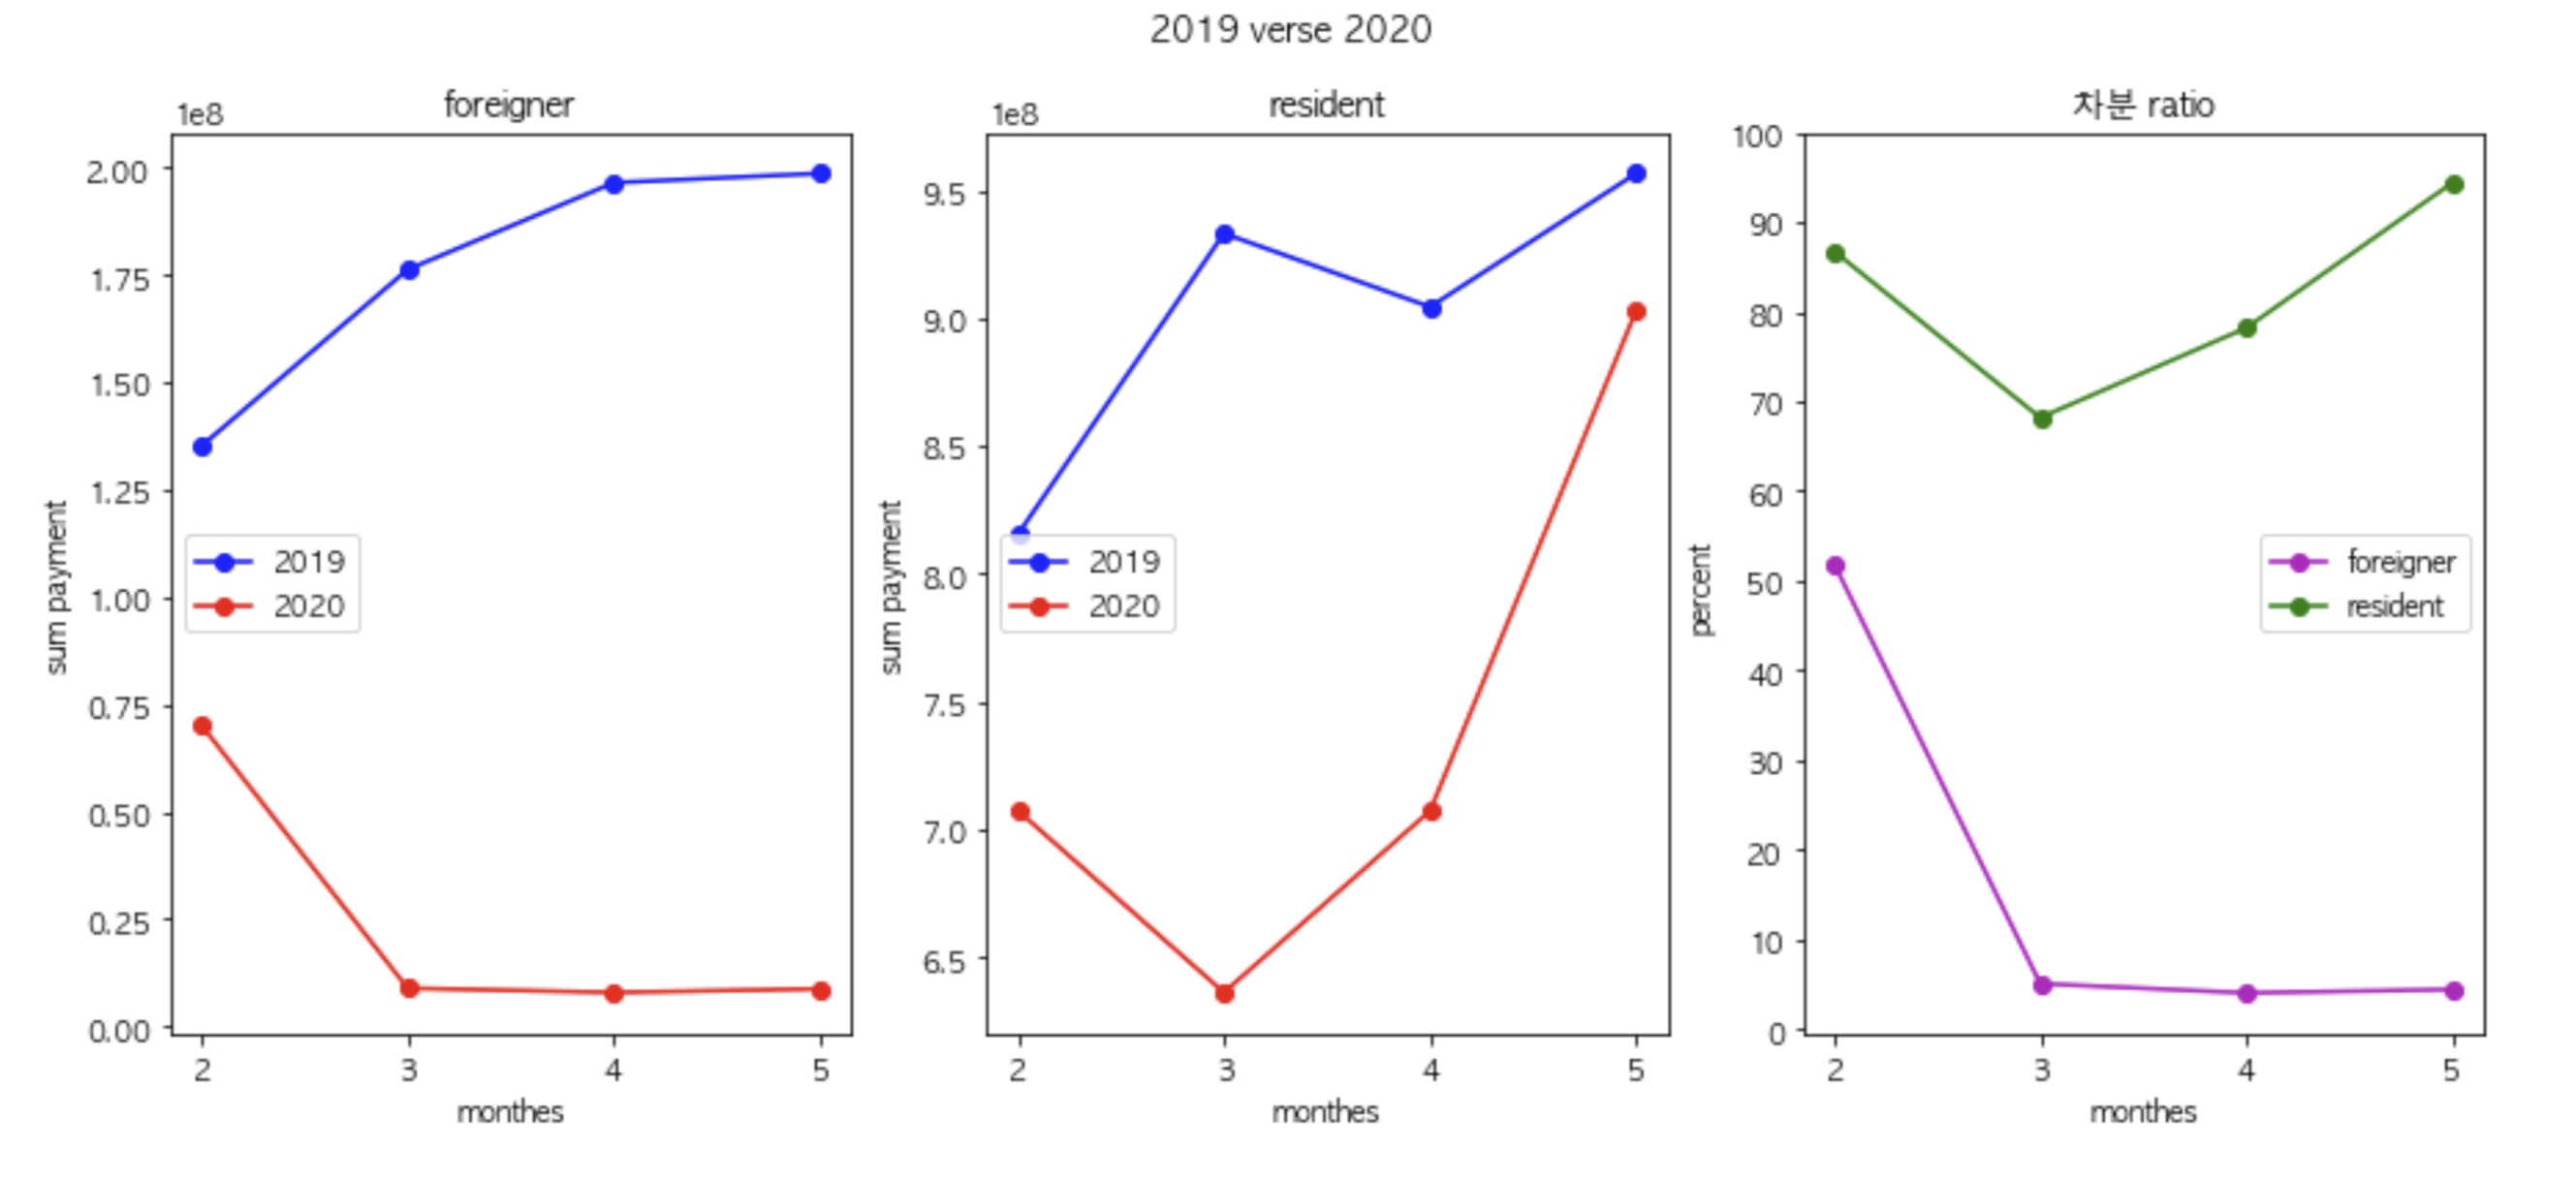 2019 verse 2020
foreigner
1e8
2.00
1.75
1.50
1.25
1.00
0.75
0.50
0.25
0.00
sum payment
2019
2020
2 3 4 5
monthes
resident
1e8
9.5
9.0
8.5
8.0
7.5
7.0
6.5
sum payment
2019
2020
2 3 4 5
monthes
차분 ratio
100
90
80
70
60
50
40
30
20
10
0
percent
foreigner
resident
2 3 4 5
monthes